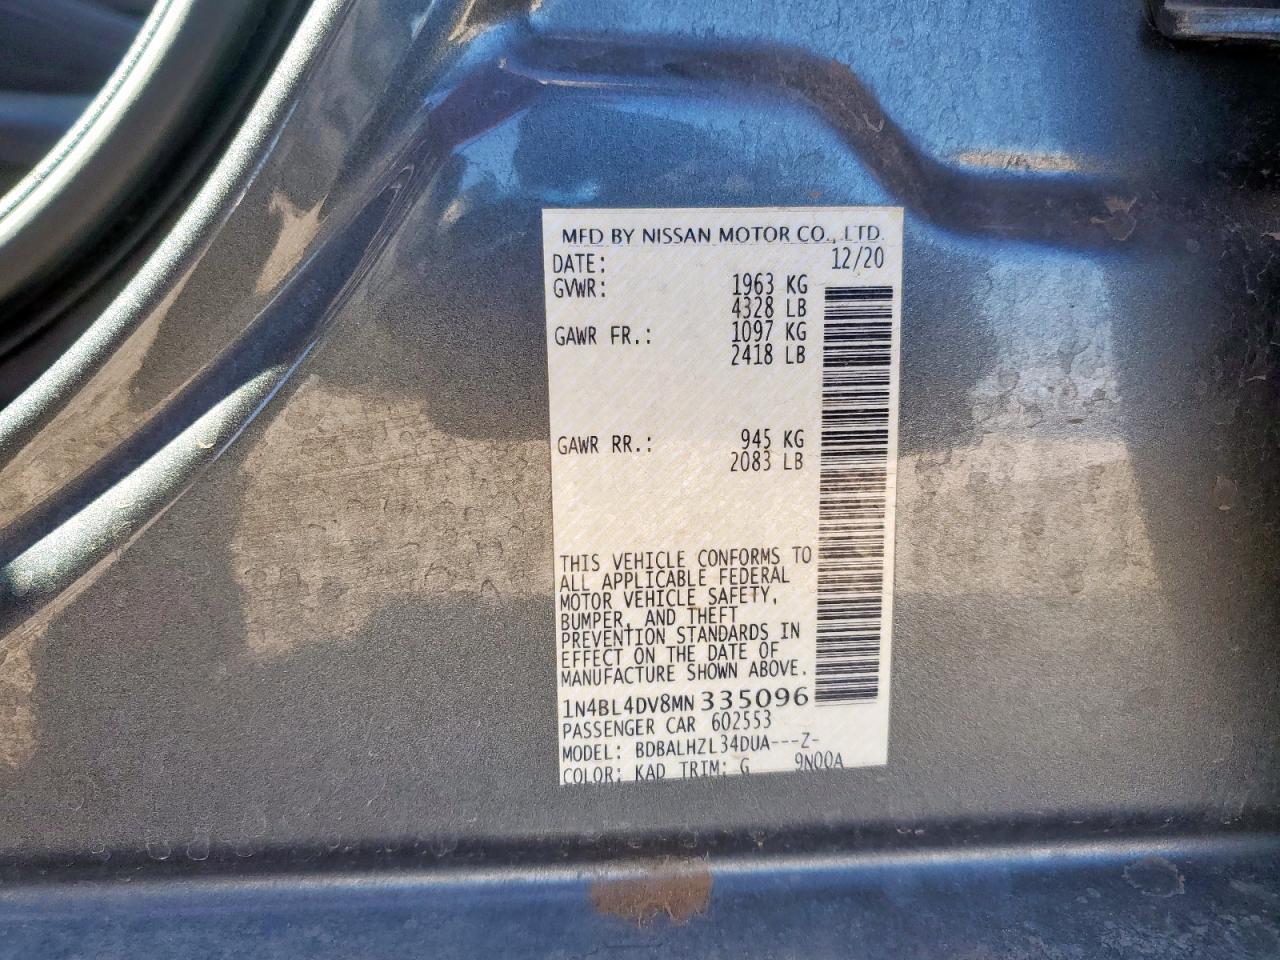 MFD BY NISSAN MOTOR CO., LTD.
DATE: 12/20
GVWR: 1963 KG
4328 LB
GAWR FR.: 1097 KG
2418 LB
GAWR RR.: 945 KG
2083 LB
THIS VEHICLE CONFORMS TO
ALL APPLICABLE FEDERAL
MOTOR VEHICLE SAFETY,
BUMPER, AND THEFT
PREVENTION STANDARDS IN
EFFECT ON THE DATE OF
MANUFACTURE SHOWN ABOVE.
1N4BL4DV8MN335096
PASSENGER CAR 602553
MODEL: BDBALHZL34DUA---Z-
COLOR: KAD TRIM: G 9N00A